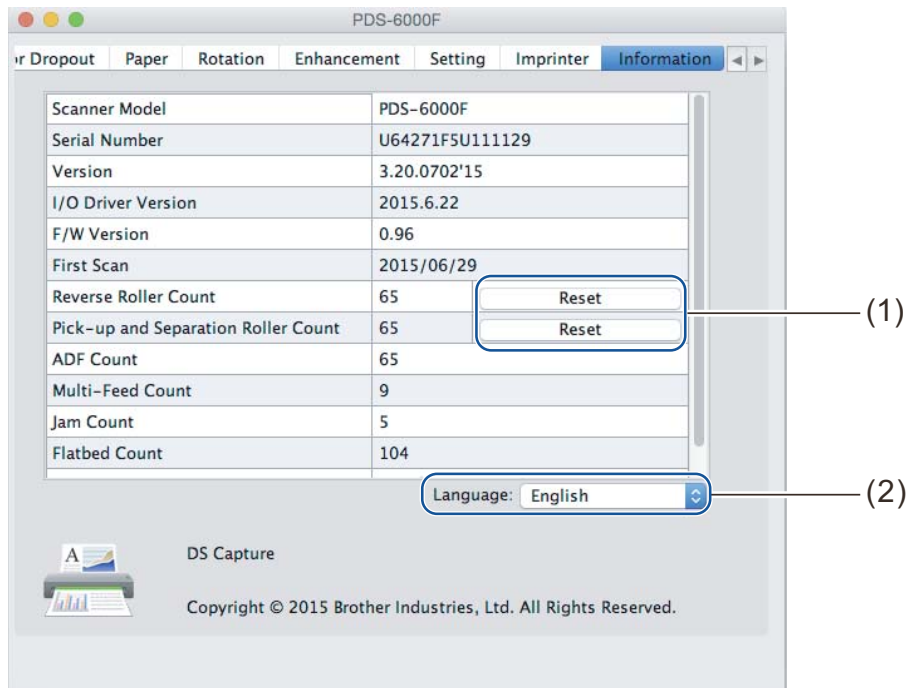 PDS-6000F
r Dropout Paper Rotation Enhancement Setting Imprinter Information
Scanner Model PDS-6000F
Serial Number U64271F5U111129
Version 3.20.0702'15
I/O Driver Version 2015.6.22
F/W Version 0.96
First Scan 2015/06/29
Reverse Roller Count 65 Reset (1)
Pick-up and Separation Roller Count 65 Reset
ADF Count 65
Multi-Feed Count 9
Jam Count 5
Flatbed Count 104
Language: English (2)
A DS Capture
Copyright © 2015 Brother Industries, Ltd. All Rights Reserved.